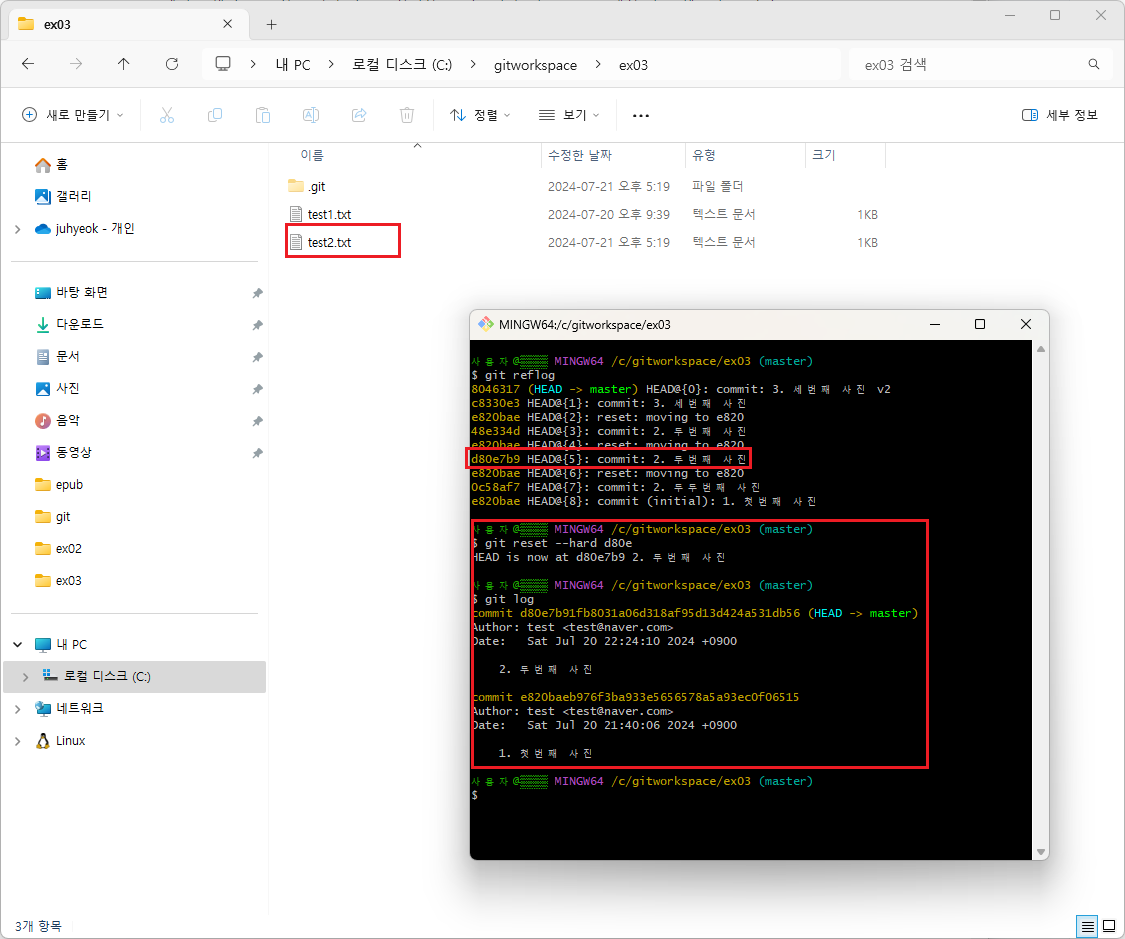 ex03
내 PC
로컬 디스크 (C:)
gitworkspace
ex03
ex03 검색
새로 만들기
정렬
보기
세부 정보
이름
수정한 날짜
유형
크기
.git
2024-07-21 오후 5:19
파일 폴더
test1.txt
2024-07-20 오후 9:39
텍스트 문서
1KB
test2.txt
2024-07-21 오후 5:19
텍스트 문서
1KB
홈
갤러리
juhyeok - 개인
바탕 화면
다운로드
문서
사진
음악
동영상
epub
git
ex02
ex03
내 PC
로컬 디스크 (C:)
네트워크
Linux
3개 항목
MINGW64:/c/gitworkspace/ex03
사용자@▒▒▒▒ MINGW64 /c/gitworkspace/ex03 (master)
$ git reflog
8046317 (HEAD -> master) HEAD@{0}: commit: 3. 세번째 사진 v2
c8330e3 HEAD@{1}: commit: 3. 세번째 사진
e820bae HEAD@{2}: reset: moving to e820
48e334d HEAD@{3}: commit: 2. 두번째 사진
e820bae HEAD@{4}: reset: moving to e820
d80e7b9 HEAD@{5}: commit: 2. 두번째 사진
e820bae HEAD@{6}: reset: moving to e820
0c58af7 HEAD@{7}: commit: 2. 두두번째 사진
e820bae HEAD@{8}: commit (initial): 1. 첫번째 사진
사용자@▒▒▒▒ MINGW64 /c/gitworkspace/ex03 (master)
$ git reset --hard d80e
HEAD is now at d80e7b9 2. 두번째 사진
사용자@▒▒▒▒ MINGW64 /c/gitworkspace/ex03 (master)
$ git log
commit d80e7b91fb8031a06d318af95d13d424a531db56 (HEAD -> master)
Author: test <test@naver.com>
Date:   Sat Jul 20 22:24:10 2024 +0900
2. 두번째 사진
commit e820baeb976f3ba933e5656578a5a93ec0f06515
Author: test <test@naver.com>
Date:   Sat Jul 20 21:40:06 2024 +0900
1. 첫번째 사진
사용자@▒▒▒▒ MINGW64 /c/gitworkspace/ex03 (master)
$